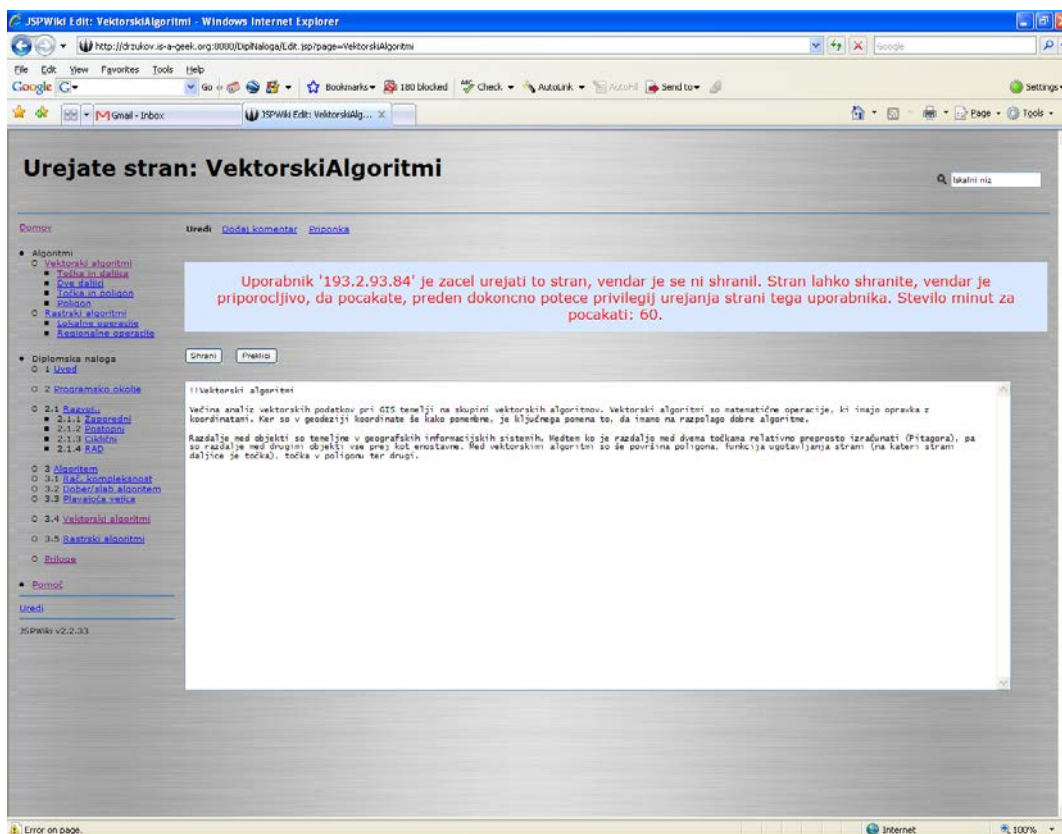 JSPWiki Edit: VektorskiAlgoritmi - Windows Internet Explorer
http://drzukov.is-a-geek.org:8080/DiplNaloga/Edit.jsp?page=VektorskiAlgoritmi
Google
File Edit View Favorites Tools Help
Google Go Bookmarks 180 blocked Check AutoLink AutoFill Send to Settings
Gmail - Inbox JSPWiki Edit: VektorskiAlg... Page Tools
Urejate stran: VektorskiAlgoritmi
Iskalni niz
Domov
Uredi Dodaj komentar Priponka
Algoritmi
Vektorski algoritmi
Točka in daljica
Dve daljici
Točka in poligon
Poligon
Rastrski algoritmi
Lokalne operacije
Regionalne operacije
Uporabnik '193.2.93.84' je zacel urejati to stran, vendar je se ni shranil. Stran lahko shranite, vendar je
priporocljivo, da pocakate, preden dokoncno potece privilegij urejanja strani tega uporabnika. Stevilo minut za
pocakati: 60.
Diplomska naloga
1 Uvod
2 Programsko okolje
2.1 Razvoj..
2.1.1 Zaporedni
2.1.2 Postopni
2.1.3 Ciklični
2.1.4 RAD
3 Algoritem
3.1 Rač. kompleksnost
3.2 Dober/slab algoritem
3.3 Plavajoča vejica
3.4 Vektorski algoritmi
3.5 Rastrski algoritmi
Priloge
Pomoč
Uredi
JSPWiki v2.2.33
Shrani Preklici
!!Vektorski algoritmi
Večina analiz vektorskih podatkov pri GIS temelji na skupini vektorskih algoritmov. Vektorski algoritmi so matematične operacije, ki imajo opravka z
koordinatami. Ker so v geodeziji koordinate še kako pomembne, je ključnega pomena to, da imamo na razpolago dobre algoritme.
Razdalje med objekti so temeljne v geografskih informacijskih sistemih. Medtem ko je razdaljo med dvema točkama relativno preprosto izračunati (Pitagora), pa
so razdalje med drugimi objekti vse prej kot enostavne. Med vektorskimi algoritmi so še površina poligona, funkcija ugotavljanja strani (na kateri strani
daljice je točka), točka v poligonu ter drugi.
Error on page. Internet 100%